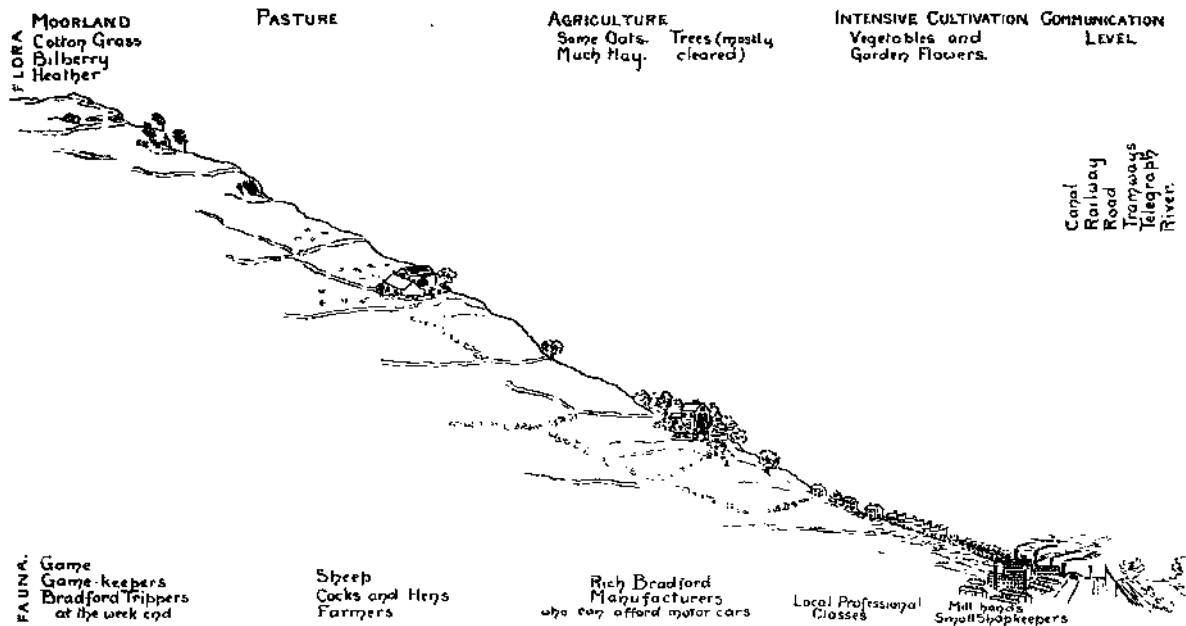 FLORA
MOORLAND
Cotton Grass
Bilberry
Heather
PASTURE
AGRICULTURE
Some Oats. Trees (mostly
Much Hay. cleared)
INTENSIVE CULTIVATION
Vegetables and
Garden Flowers.
COMMUNICATION
LEVEL
Canal
Railway
Road
Tramways
Telegraph
River.
FAUNA.
Game
Game-keepers
Bradford Trippers
at the week end
Sheep
Cocks and Hens
Farmers
Rich Bradford
Manufacturers
who can afford motor cars
Local Professional
Classes
Mill hands
Small Shopkeepers